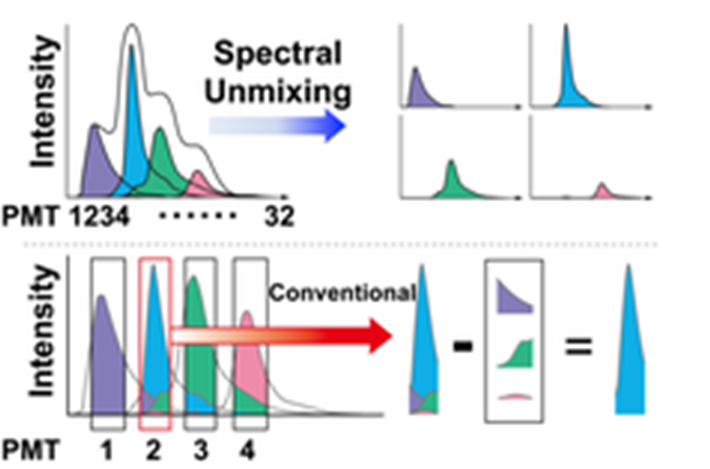 Intensity
Spectral
Unmixing
PMT 1234 ······· 32
Intensity
Conventional
- =
PMT 1 2 3 4